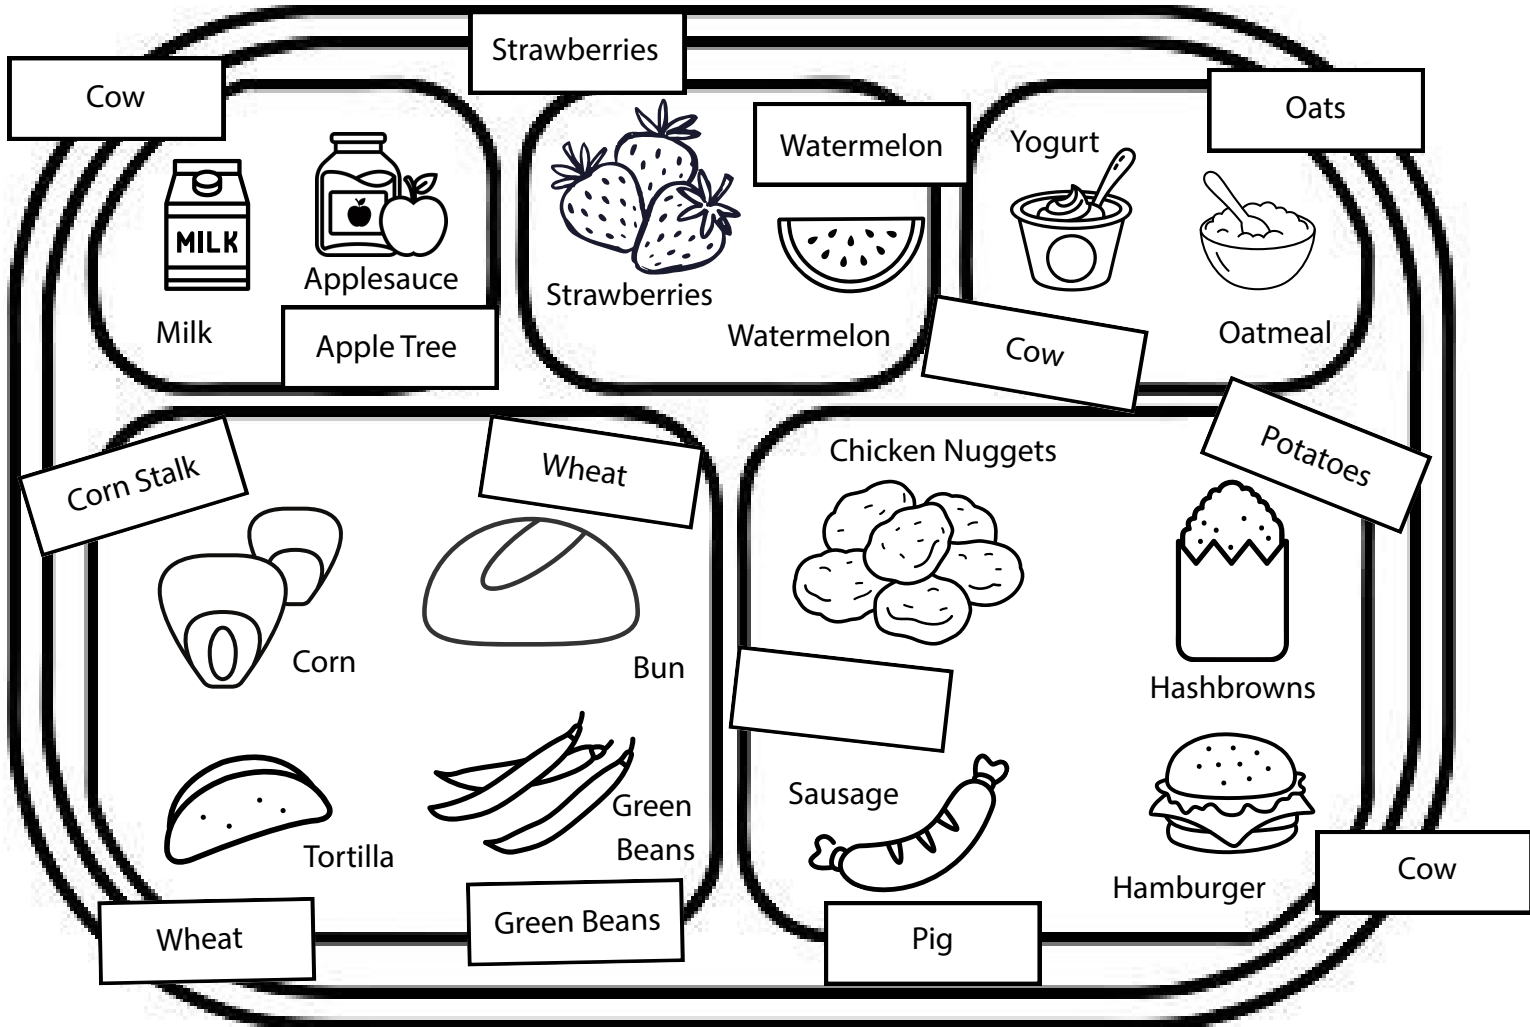 Strawberries
Cow
Oats
Watermelon
Yogurt
MILK
Applesauce
Strawberries
Milk
Apple Tree
Watermelon
Cow
Oatmeal
Corn Stalk
Wheat
Chicken Nuggets
Potatoes
Corn
Bun
Hashbrowns
Sausage
Green
Beans
Tortilla
Hamburger
Cow
Wheat
Green Beans
Pig